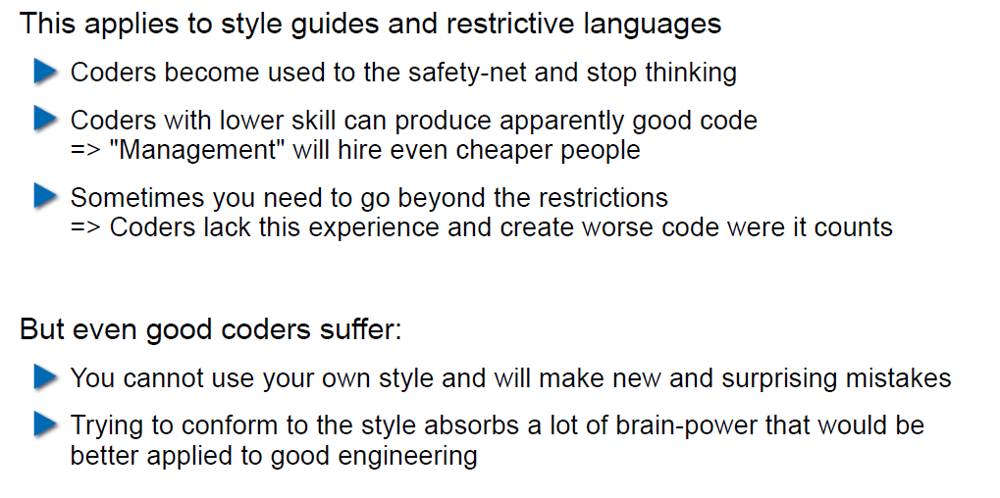 This applies to style guides and restrictive languages
Coders become used to the safety-net and stop thinking
Coders with lower skill can produce apparently good code
=> "Management" will hire even cheaper people
Sometimes you need to go beyond the restrictions
=> Coders lack this experience and create worse code were it counts
But even good coders suffer:
You cannot use your own style and will make new and surprising mistakes
Trying to conform to the style absorbs a lot of brain-power that would be
better applied to good engineering